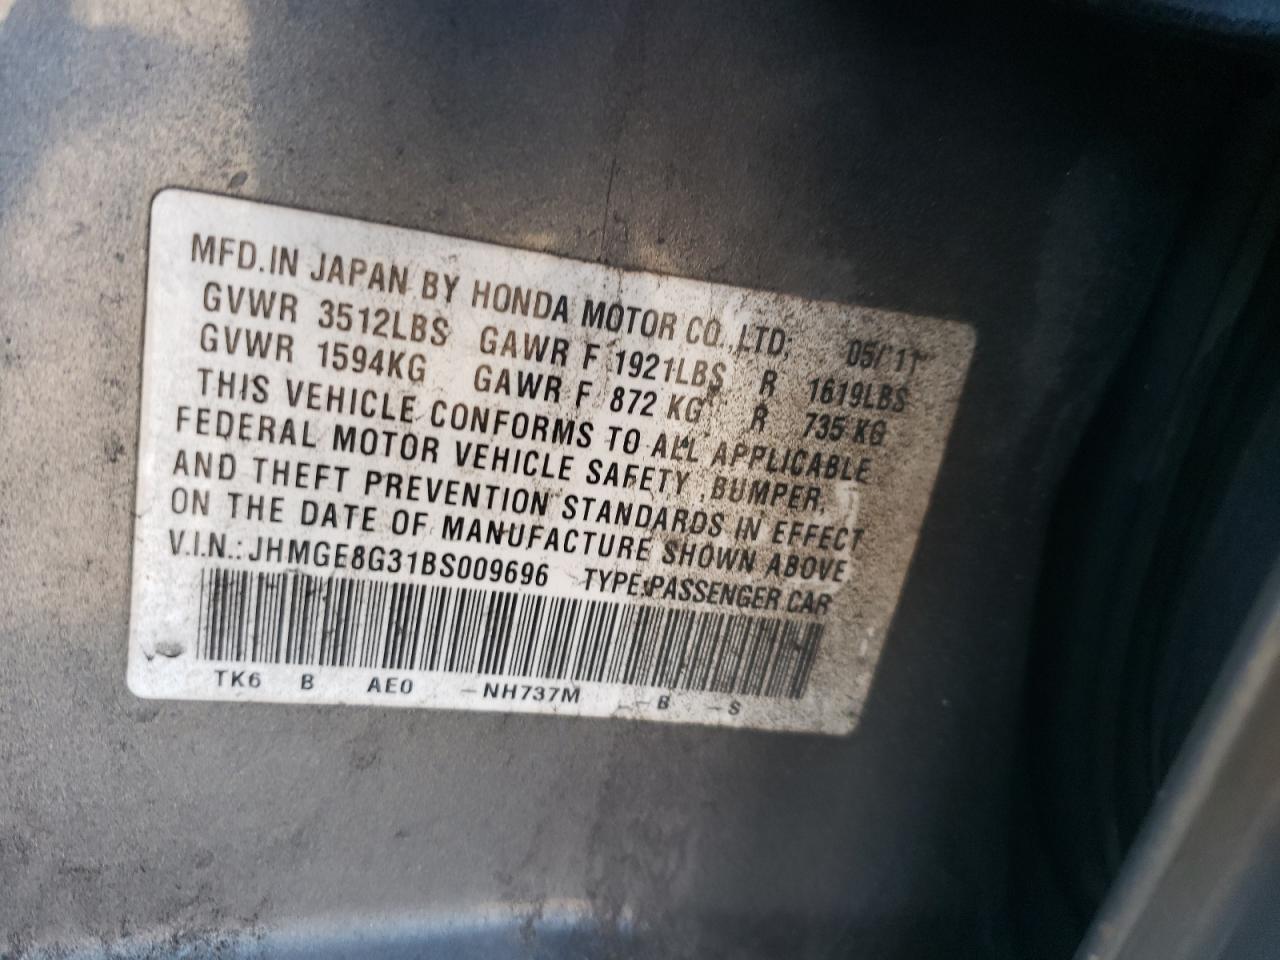 MFD.IN JAPAN BY HONDA MOTOR CO.,LTD. 05/11
GVWR 3512LBS GAWR F 1921LBS R 1619LBS
GVWR 1594KG GAWR F 872 KG R 735 KG
THIS VEHICLE CONFORMS TO ALL APPLICABLE
FEDERAL MOTOR VEHICLE SAFETY ,BUMPER,
AND THEFT PREVENTION STANDARDS IN EFFECT
ON THE DATE OF MANUFACTURE SHOWN ABOVE
V.I.N.: JHMGE8G31BS009696 TYPE:PASSENGER CAR
TK6 B AE0 -NH737M --B -S